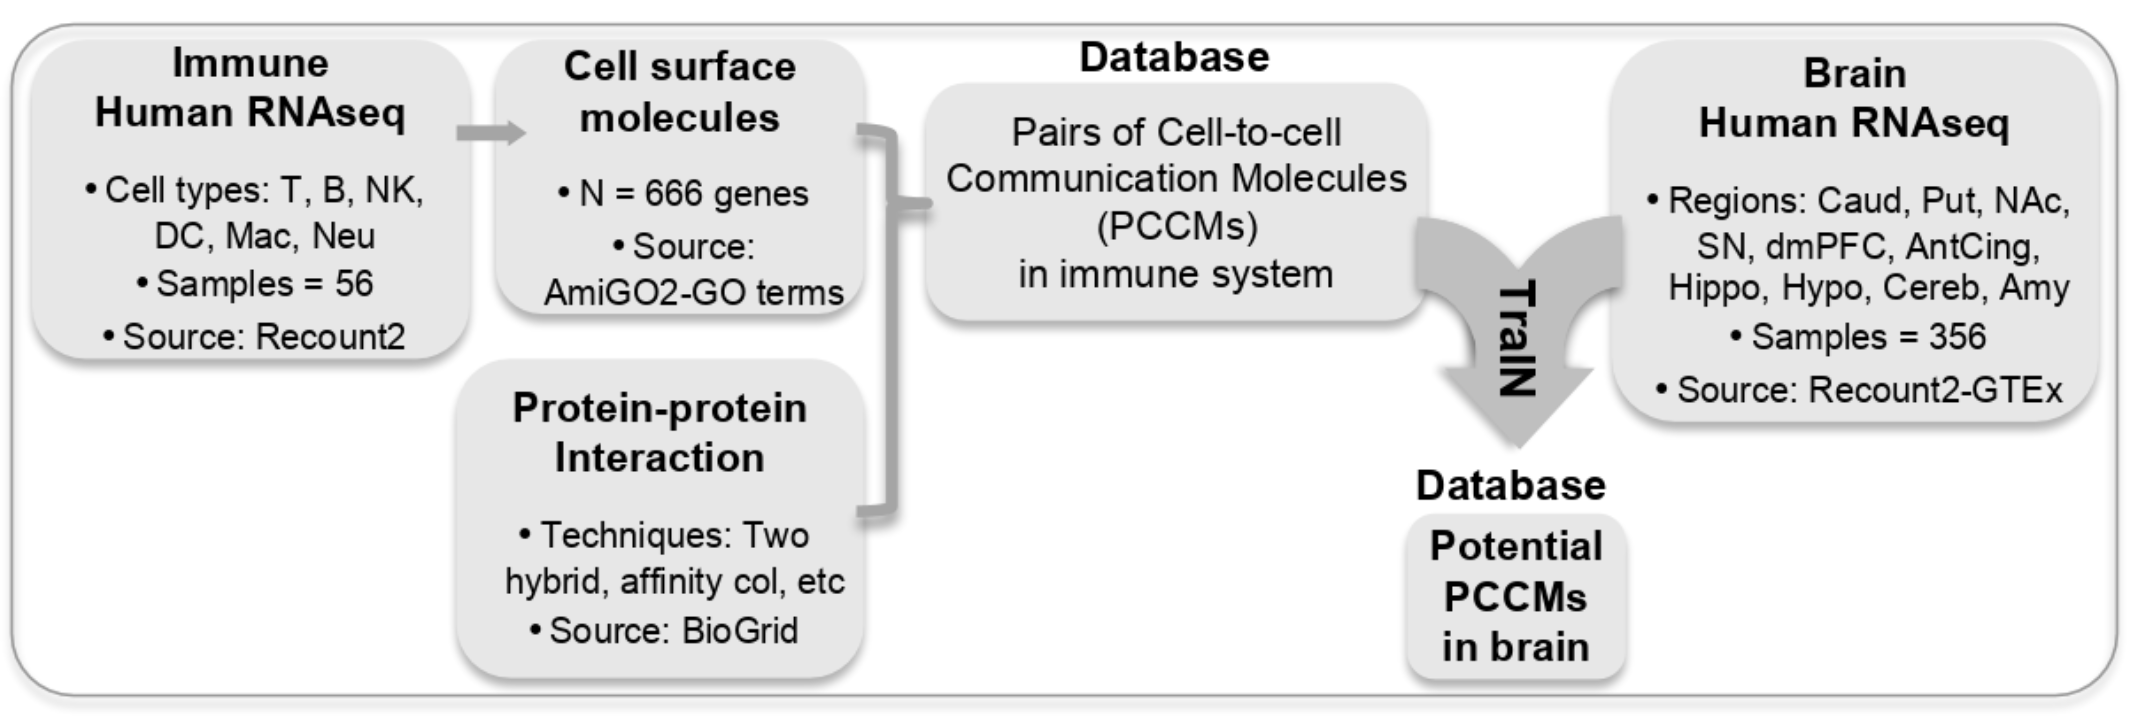 Immune
Human RNAseq
• Cell types: T, B, NK,
DC, Mac, Neu
• Samples = 56
• Source: Recount2
Cell surface
molecules
• N = 666 genes
• Source:
AmiGO2-GO terms
Protein-protein
Interaction
• Techniques: Two
hybrid, affinity col, etc
• Source: BioGrid
Database
Pairs of Cell-to-cell
Communication Molecules
(PCCMs)
in immune system
TraIN
Brain
Human RNAseq
• Regions: Caud, Put, NAc,
SN, dmPFC, AntCing,
Hippo, Hypo, Cereb, Amy
• Samples = 356
• Source: Recount2-GTEx
Database
Potential
PCCMs
in brain